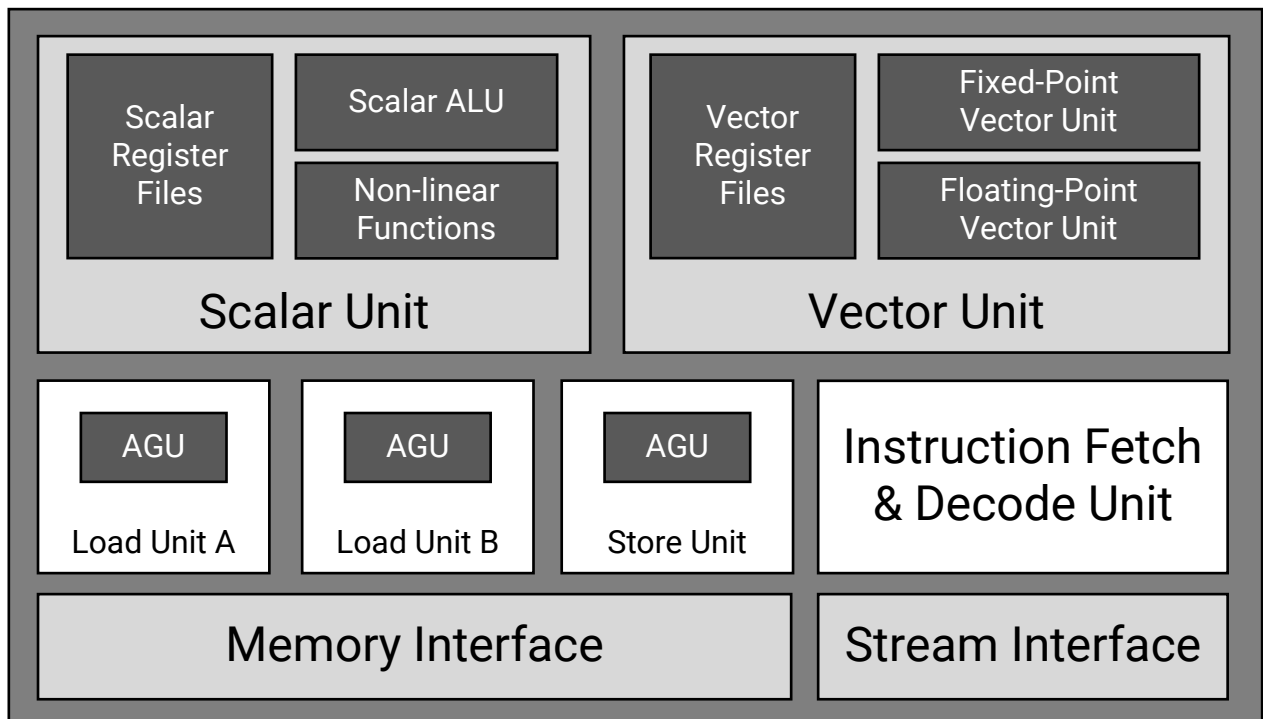 Scalar
Register
Files
Scalar ALU
Non-linear
Functions
Scalar Unit
Vector
Register
Files
Fixed-Point
Vector Unit
Floating-Point
Vector Unit
Vector Unit
AGU
Load Unit A
AGU
Load Unit B
AGU
Store Unit
Instruction Fetch
& Decode Unit
Memory Interface
Stream Interface